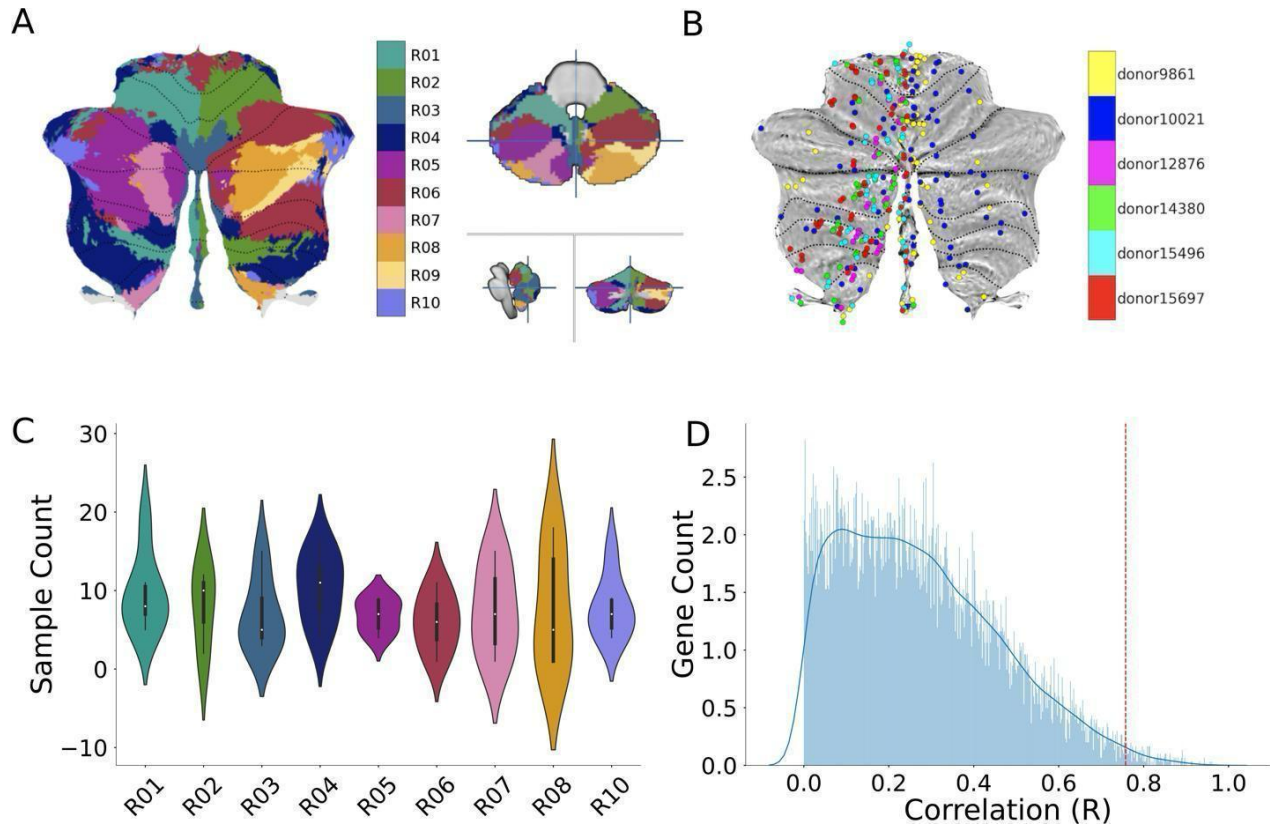 A
R01
R02
R03
R04
R05
R06
R07
R08
R09
R10
B
donor9861
donor10021
donor12876
donor14380
donor15496
donor15697
C
Sample Count
30
20
10
0
−10
R01 R02 R03 R04 R05 R06 R07 R08 R10
D
Gene Count
2.5
2.0
1.5
1.0
0.5
0.0
0.0 0.2 0.4 0.6 0.8 1.0
Correlation (R)